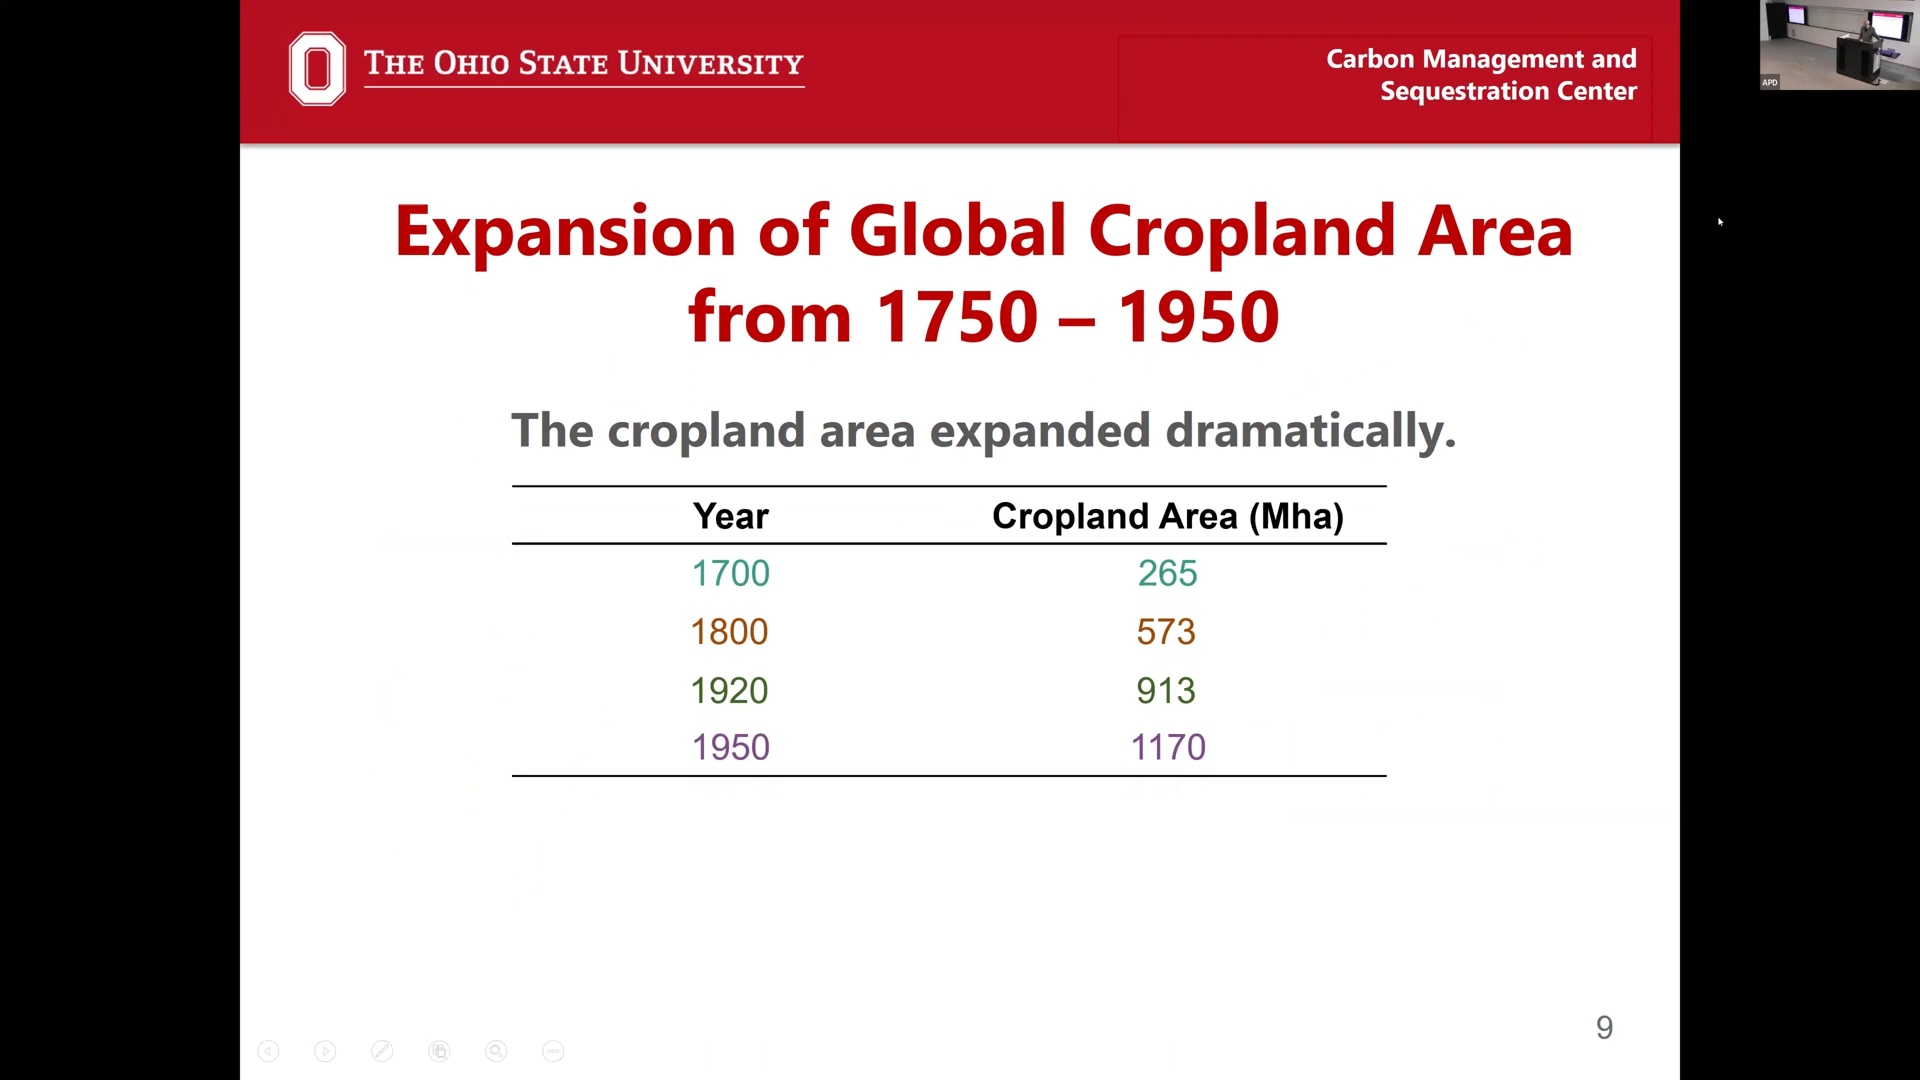 THE OHIO STATE UNIVERSITY
Carbon Management and
Sequestration Center
APD
Expansion of Global Cropland Area
from 1750 – 1950
The cropland area expanded dramatically.
Year Cropland Area (Mha)
1700 265
1800 573
1920 913
1950 1170
9